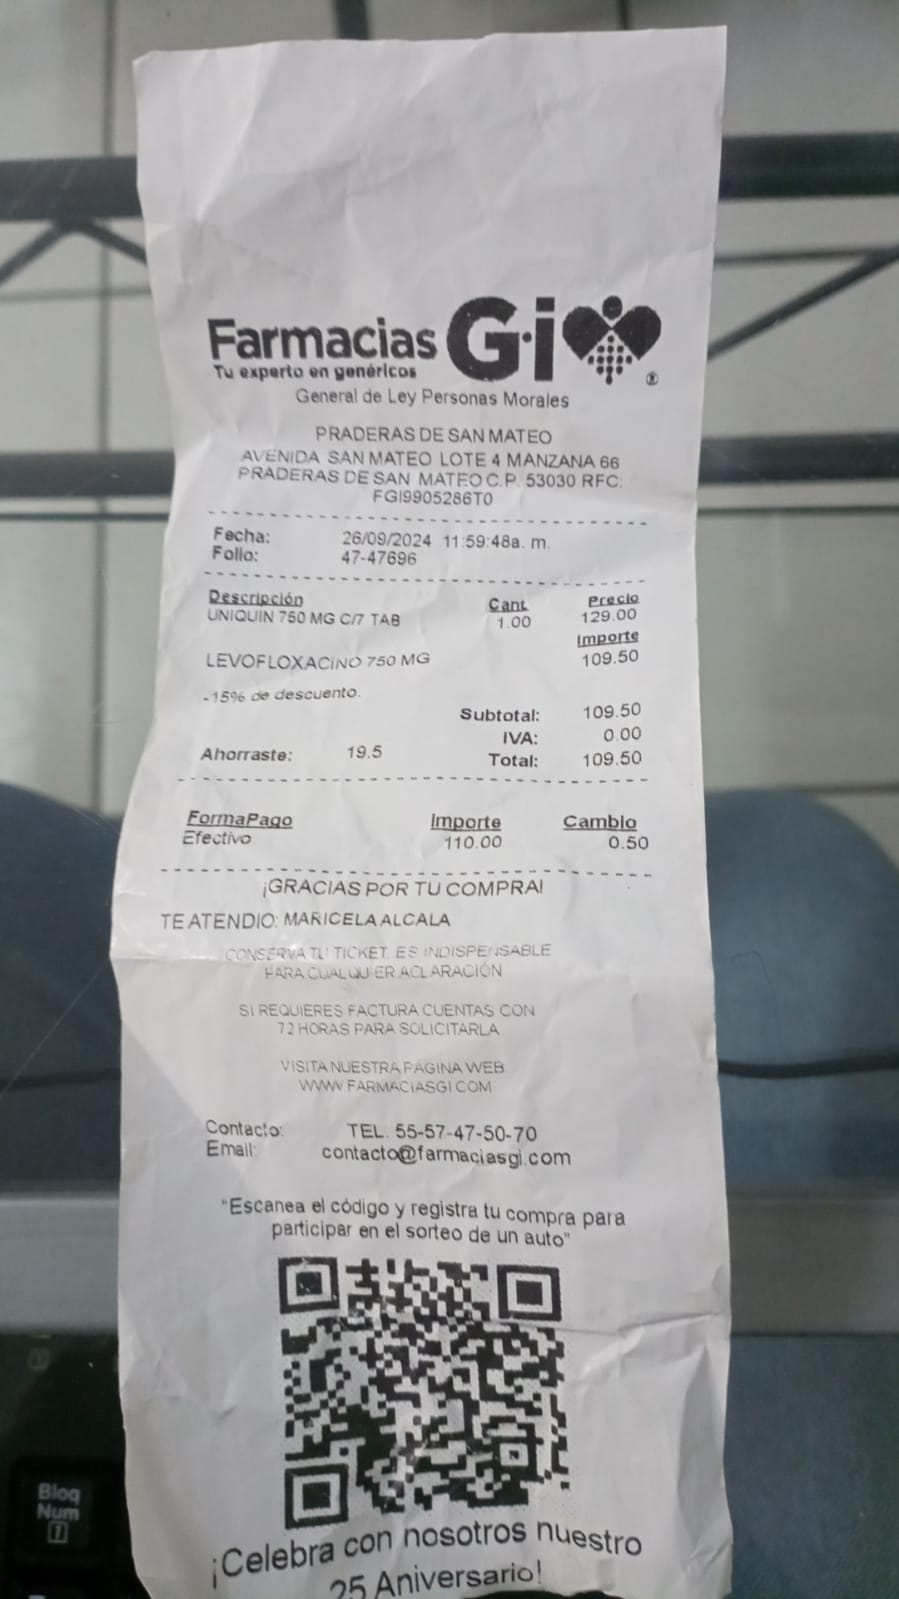 Farmacias G·i
Tu experto en genéricos
®
General de Ley Personas Morales
PRADERAS DE SAN MATEO
AVENIDA SAN MATEO LOTE 4 MANZANA 66
PRADERAS DE SAN MATEO C.P. 53030 RFC:
FGI9905286T0
Fecha: 26/09/2024 11:59:48a. m.
Folio: 47-47696
Descripción Cant Precio
UNIQUIN 750 MG C/7 TAB 1.00 129.00
Importe
LEVOFLOXACINO 750 MG 109.50
-15% de descuento.
Subtotal: 109.50
IVA: 0.00
Ahorraste: 19.5 Total: 109.50
FormaPago Importe Cambio
Efectivo 110.00 0.50
¡GRACIAS POR TU COMPRA!
TE ATENDIO: MARICELA ALCALA
CONSERVA TU TICKET, ES INDISPENSABLE
PARA CUALQUIER ACLARACIÓN
SI REQUIERES FACTURA CUENTAS CON
72 HORAS PARA SOLICITARLA
VISITA NUESTRA PÁGINA WEB
WWW.FARMACIASGI.COM
Contacto: TEL. 55-57-47-50-70
Email: contacto@farmaciasgi.com
"Escanea el código y registra tu compra para
participar en el sorteo de un auto"
¡Celebra con nosotros nuestro
25 Aniversario!
Bloq
Num